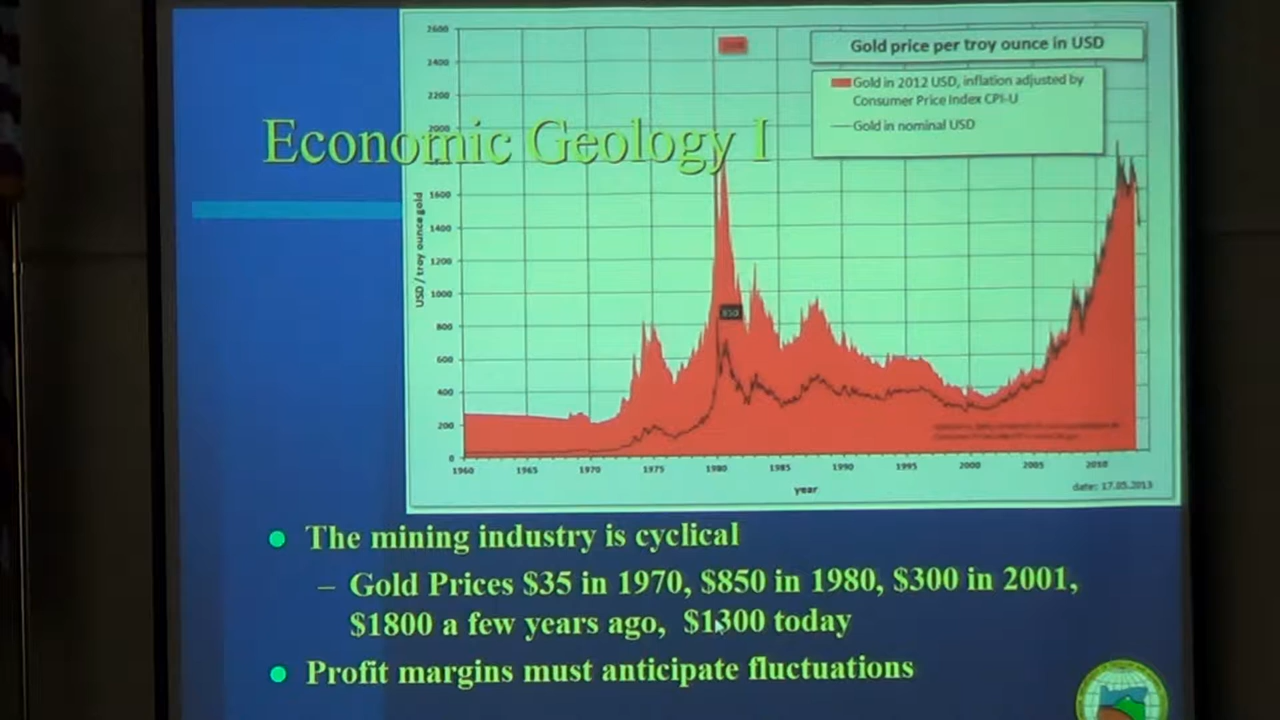 Economic Geology I
Gold price per troy ounce in USD
Gold in 2012 USD, inflation adjusted by
Consumer Price Index CPI-U
Gold in nominal USD
2600
2400
2200
2000
1600
1400
1200
1000
800
600
400
200
0
USD / troy ounce gold
850
1960 1965 1970 1975 1980 1985 1990 1995 2000 2005 2010
year
date: 17.05.2013
The mining industry is cyclical
– Gold Prices $35 in 1970, $850 in 1980, $300 in 2001,
$1800 a few years ago, $1300 today
Profit margins must anticipate fluctuations